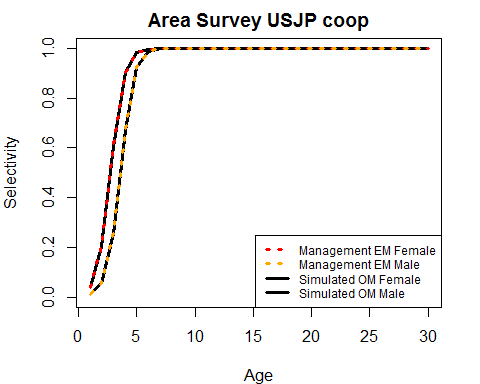 Area Survey USJP coop
Selectivity
1.0
0.8
0.6
0.4
0.2
0.0
Management EM Female
Management EM Male
Simulated OM Female
Simulated OM Male
0 5 10 15 20 25 30
Age